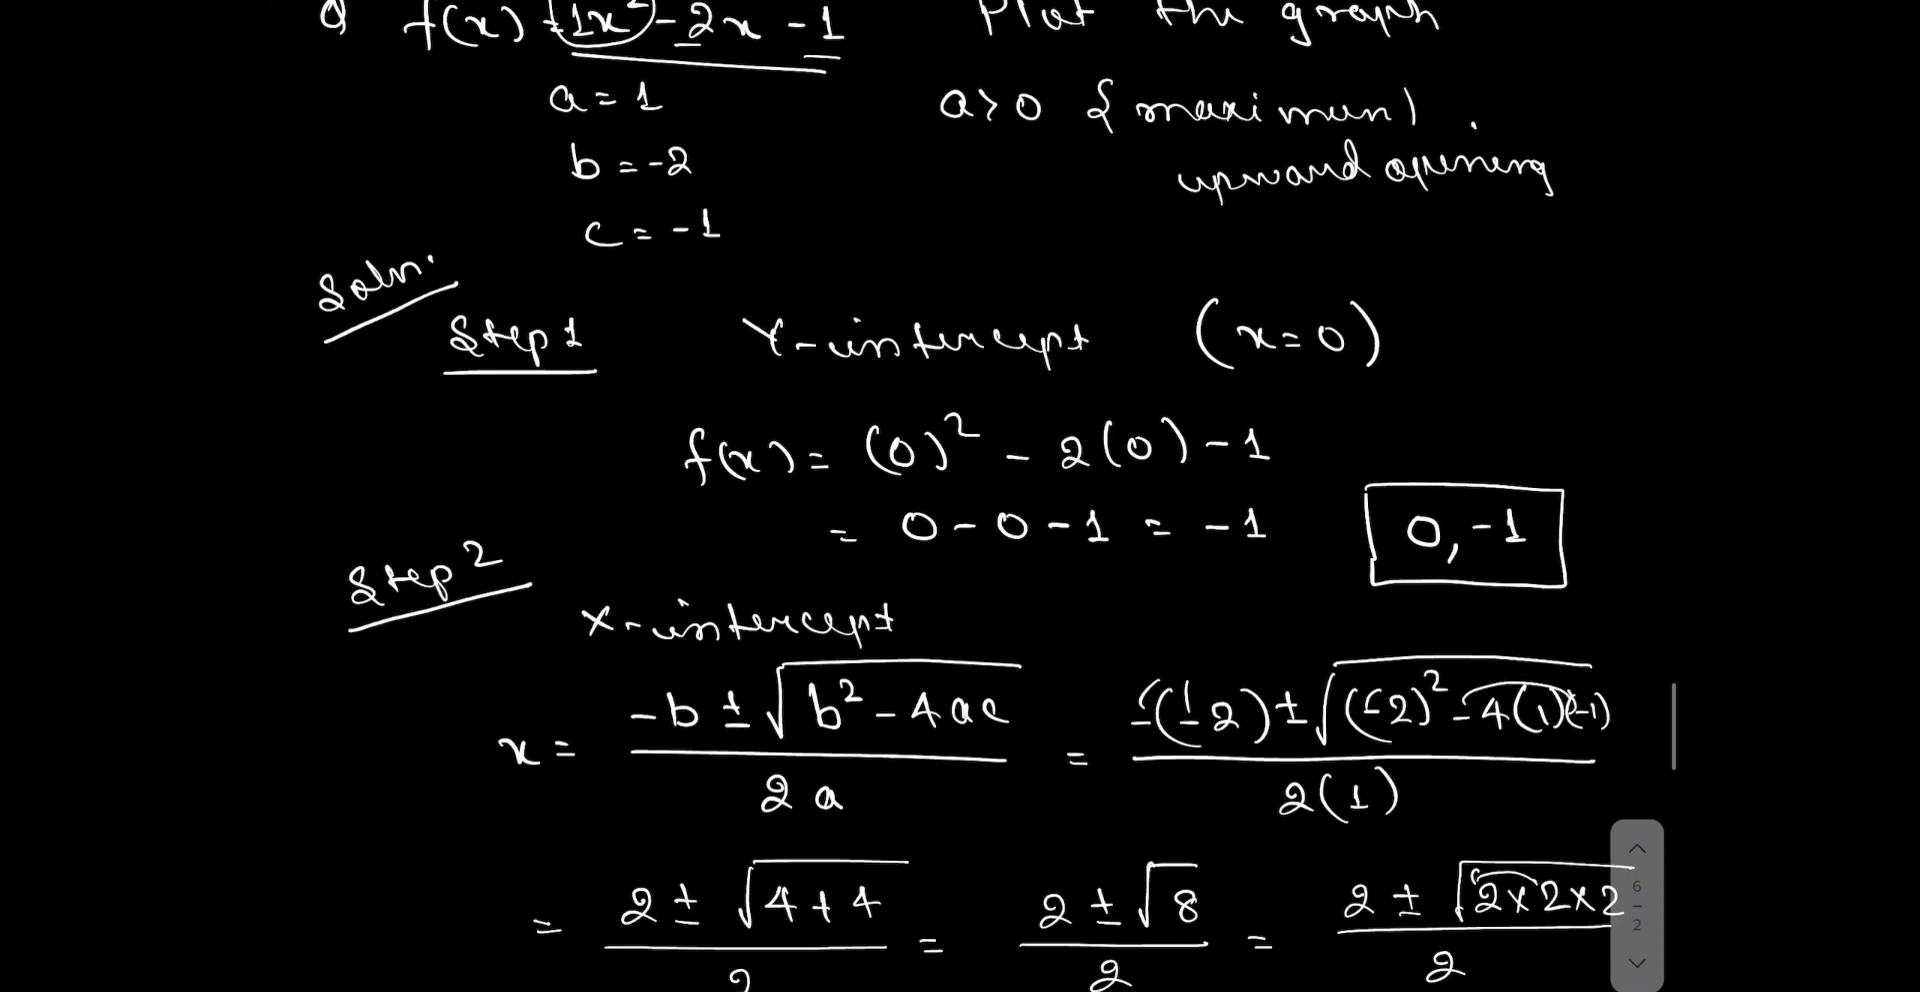 Q f(x) = 1x² - 2x - 1 Plot the graph
a = 1 a > 0 { maximum }
b = -2 upward opening
c = -1
Soln.
Step 1 Y-intercept (x = 0)
f(x) = (0)² - 2(0) - 1
= 0 - 0 - 1 = -1 0, -1
Step 2
X-intercept
x = (-b ± √(b² - 4ac)) / 2a = (-(-2) ± √((-2)² - 4(1)(-1))) / 2(1)
= (2 ± √(4 + 4)) / 2 = (2 ± √8) / 2 = (2 ± √(2×2×2)) / 2
6
2